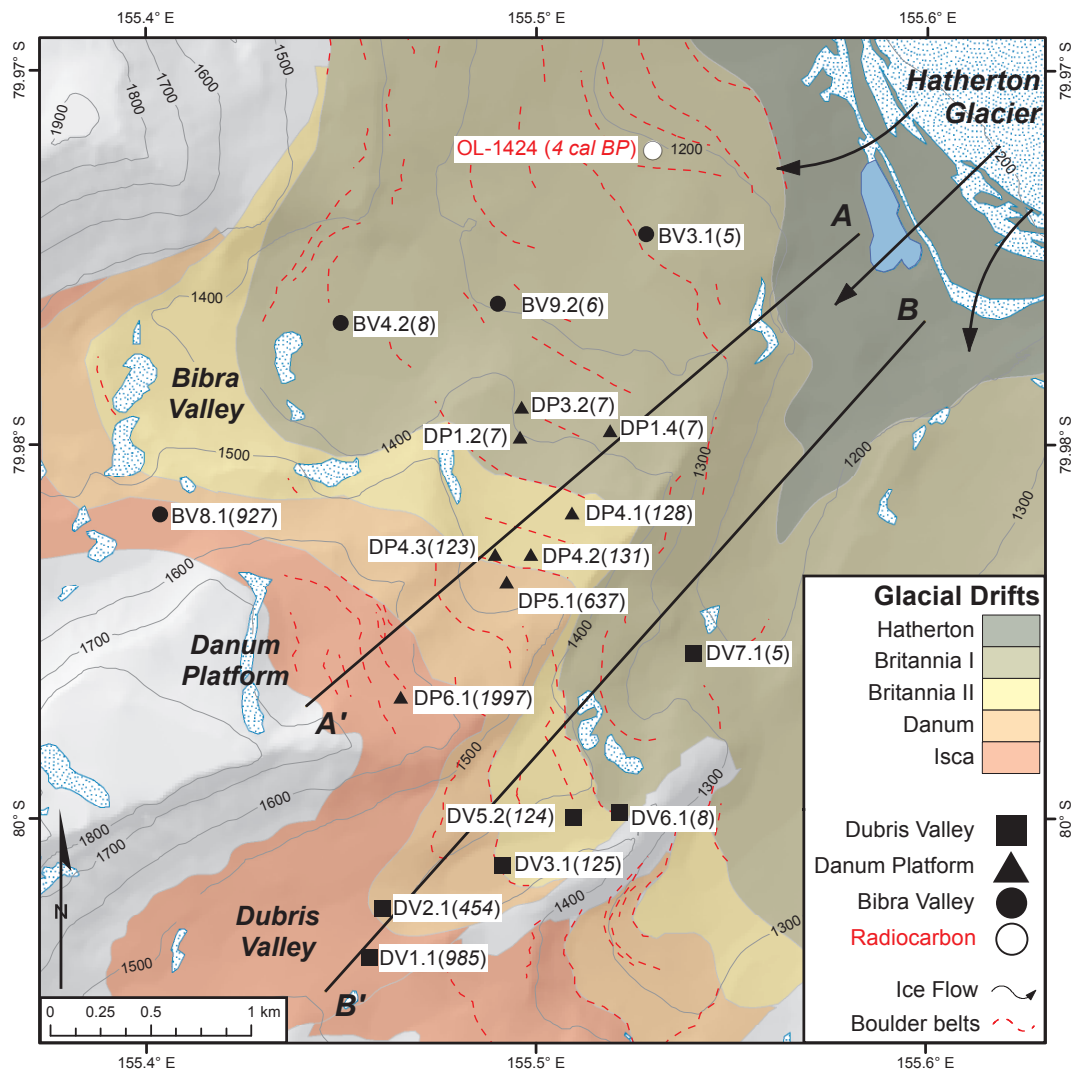 155.4° E
155.5° E
155.6° E
79.97° S
79.97° S
1500
1600
1700
1800
1900
Hatherton
Glacier
OL-1424 (4 cal BP)
1200
200
A
BV3.1(5)
1400
BV9.2(6)
B
BV4.2(8)
Bibra
Valley
DP3.2(7)
DP1.4(7)
DP1.2(7)
79.98° S
79.98° S
1400
1500
1300
1200
1300
BV8.1(927)
DP4.1(128)
DP4.3(123)
DP4.2(131)
1600
DP5.1(637)
1700
1400
Danum
Platform
DV7.1(5)
DP6.1(1997)
A'
1500
1300
1600
1800
1700
DV5.2(124)
DV6.1(8)
80° S
80° S
DV3.1(125)
1400
N
Dubris
Valley
DV2.1(454)
1300
1500
DV1.1(985)
B'
0 0.25 0.5 1 km
Glacial Drifts
Hatherton
Britannia I
Britannia II
Danum
Isca
Dubris Valley
Danum Platform
Bibra Valley
Radiocarbon
Ice Flow
Boulder belts
155.4° E
155.5° E
155.6° E